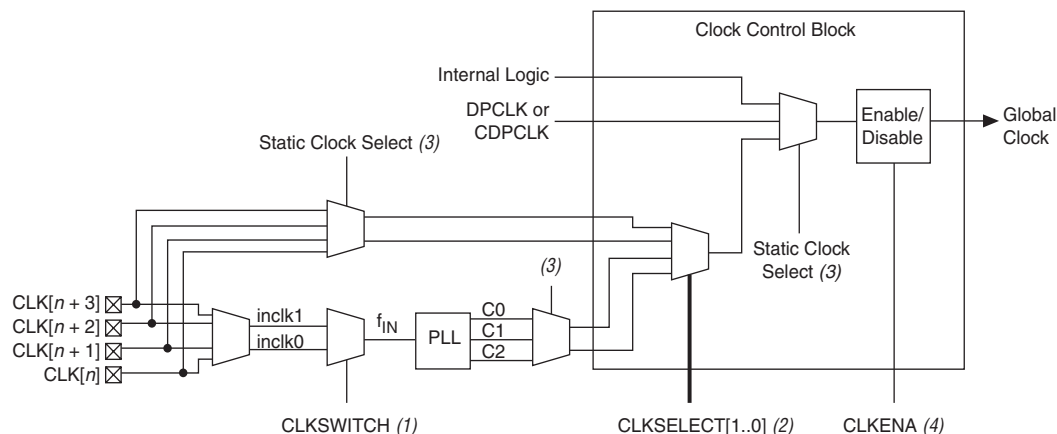 Clock Control Block
Internal Logic
DPCLK or
CDPCLK
Enable/
Disable
Global
Clock
Static Clock Select (3)
Static Clock
Select (3)
(3)
CLK[n + 3]
CLK[n + 2]
CLK[n + 1]
CLK[n]
inclk1
inclk0
fIN
PLL
C0
C1
C2
CLKSWITCH (1)
CLKSELECT[1..0] (2)
CLKENA (4)